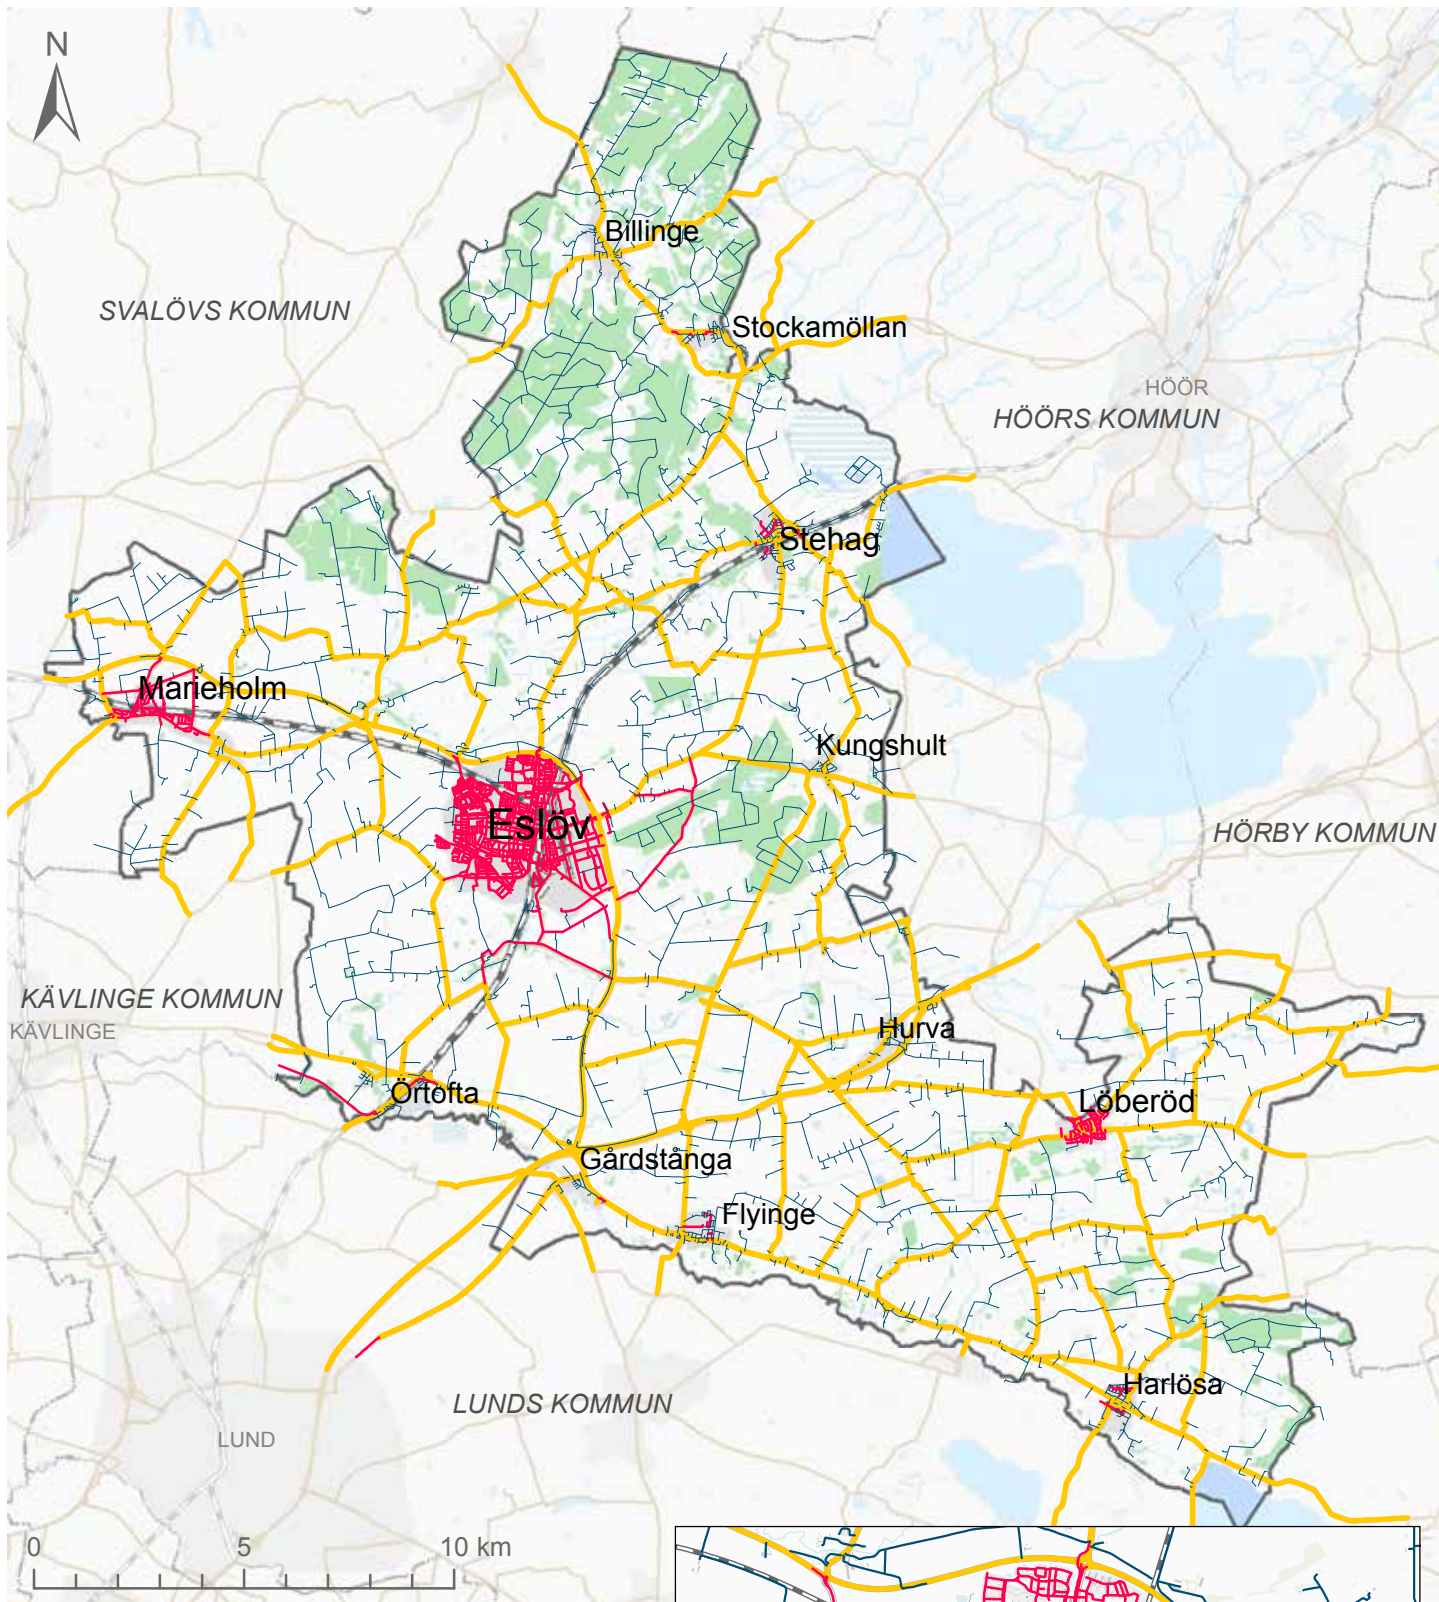 N
Billinge
SVALÖVS KOMMUN
Stockamöllan
HÖÖR
HÖÖRS KOMMUN
Stehag
Marieholm
Kungshult
Eslöv
HÖRBY KOMMUN
KÄVLINGE KOMMUN
KÄVLINGE
Hurva
Örtofta
Löberöd
Gårdstånga
Flyinge
Harlösa
LUNDS KOMMUN
LUND
0 5 10 km